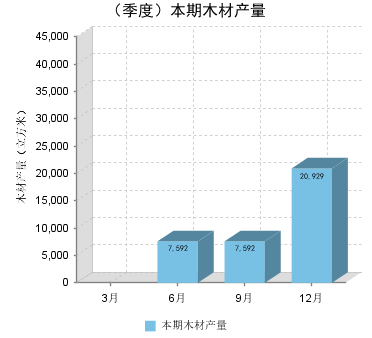 （季度）本期木材产量
45,000
40,000
35,000
30,000
25,000
20,000
15,000
10,000
5,000
0
木材产量（立方米）
7,592
7,592
20,929
3月
6月
9月
12月
本期木材产量